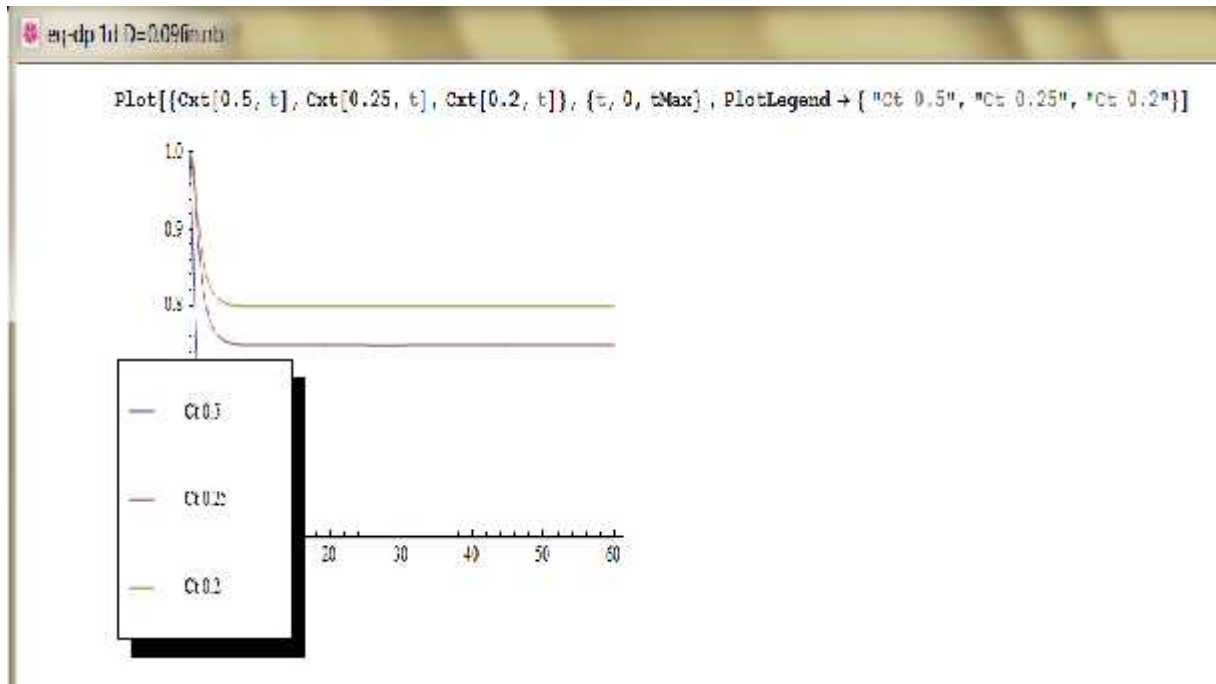 eq-dp 1d D=0.09fin.nb
Plot[{Cxt[0.5, t], Cxt[0.25, t], Cxt[0.2, t]}, {t, 0, tMax}, PlotLegend → {"Ct 0.5", "Ct 0.25", "Ct 0.2"}]
1.0
0.9
0.8
Ct 0.5
Ct 0.25
Ct 0.2
20 30 40 50 60